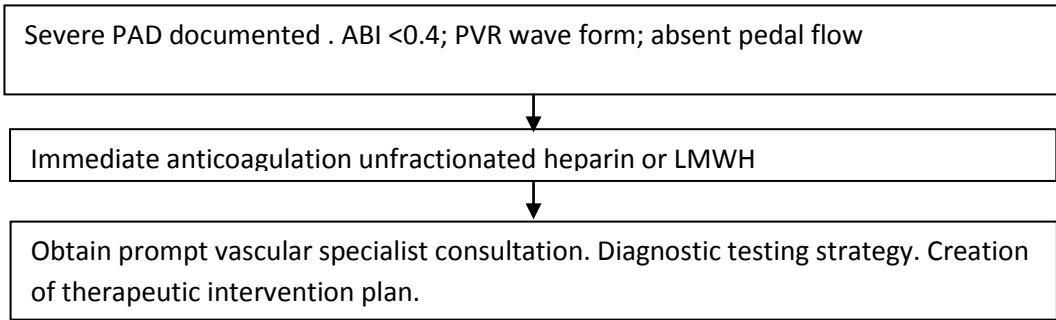 Severe PAD documented . ABI <0.4; PVR wave form; absent pedal flow
Immediate anticoagulation unfractionated heparin or LMWH
Obtain prompt vascular specialist consultation. Diagnostic testing strategy. Creation
of therapeutic intervention plan.